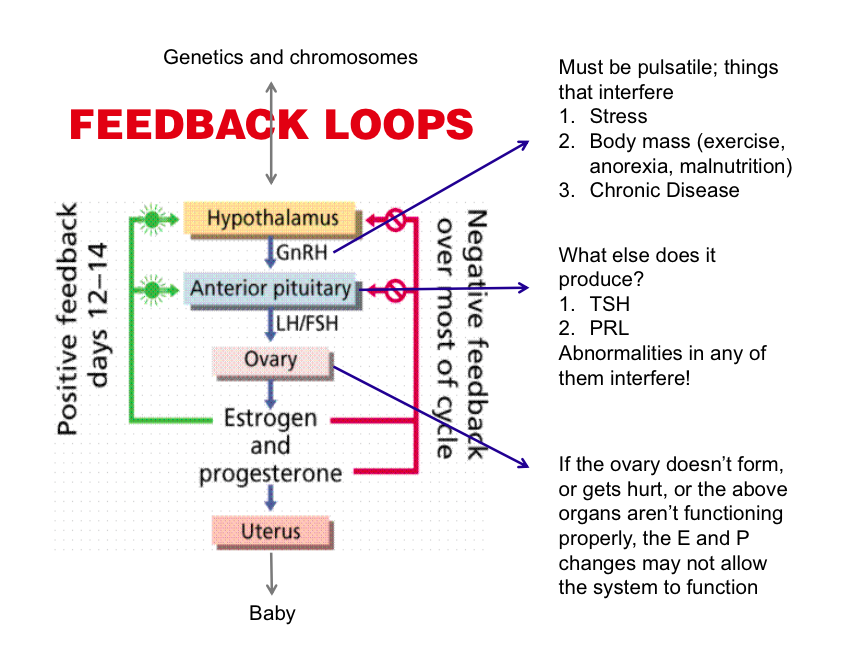 Genetics and chromosomes
FEEDBACK LOOPS
Positive feedback
days 12–14
Hypothalamus
GnRH
Anterior pituitary
LH/FSH
Ovary
Estrogen
and
progesterone
Uterus
Baby
Negative feedback
over most of cycle
Must be pulsatile; things
that interfere
1. Stress
2. Body mass (exercise,
anorexia, malnutrition)
3. Chronic Disease
What else does it
produce?
1. TSH
2. PRL
Abnormalities in any of
them interfere!
If the ovary doesn’t form,
or gets hurt, or the above
organs aren’t functioning
properly, the E and P
changes may not allow
the system to function